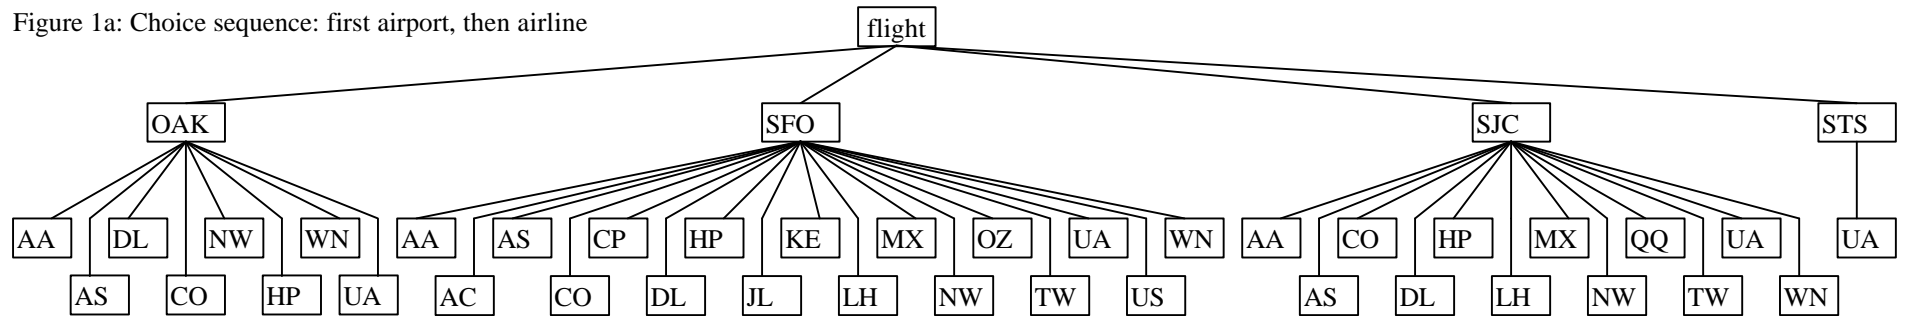 Figure 1a: Choice sequence: first airport, then airline
flight
OAK SFO SJC STS
AA DL NW WN AA AS CP HP KE MX OZ UA WN AA CO HP MX QQ UA UA
AS CO HP UA AC CO DL JL LH NW TW US AS DL LH NW TW WN